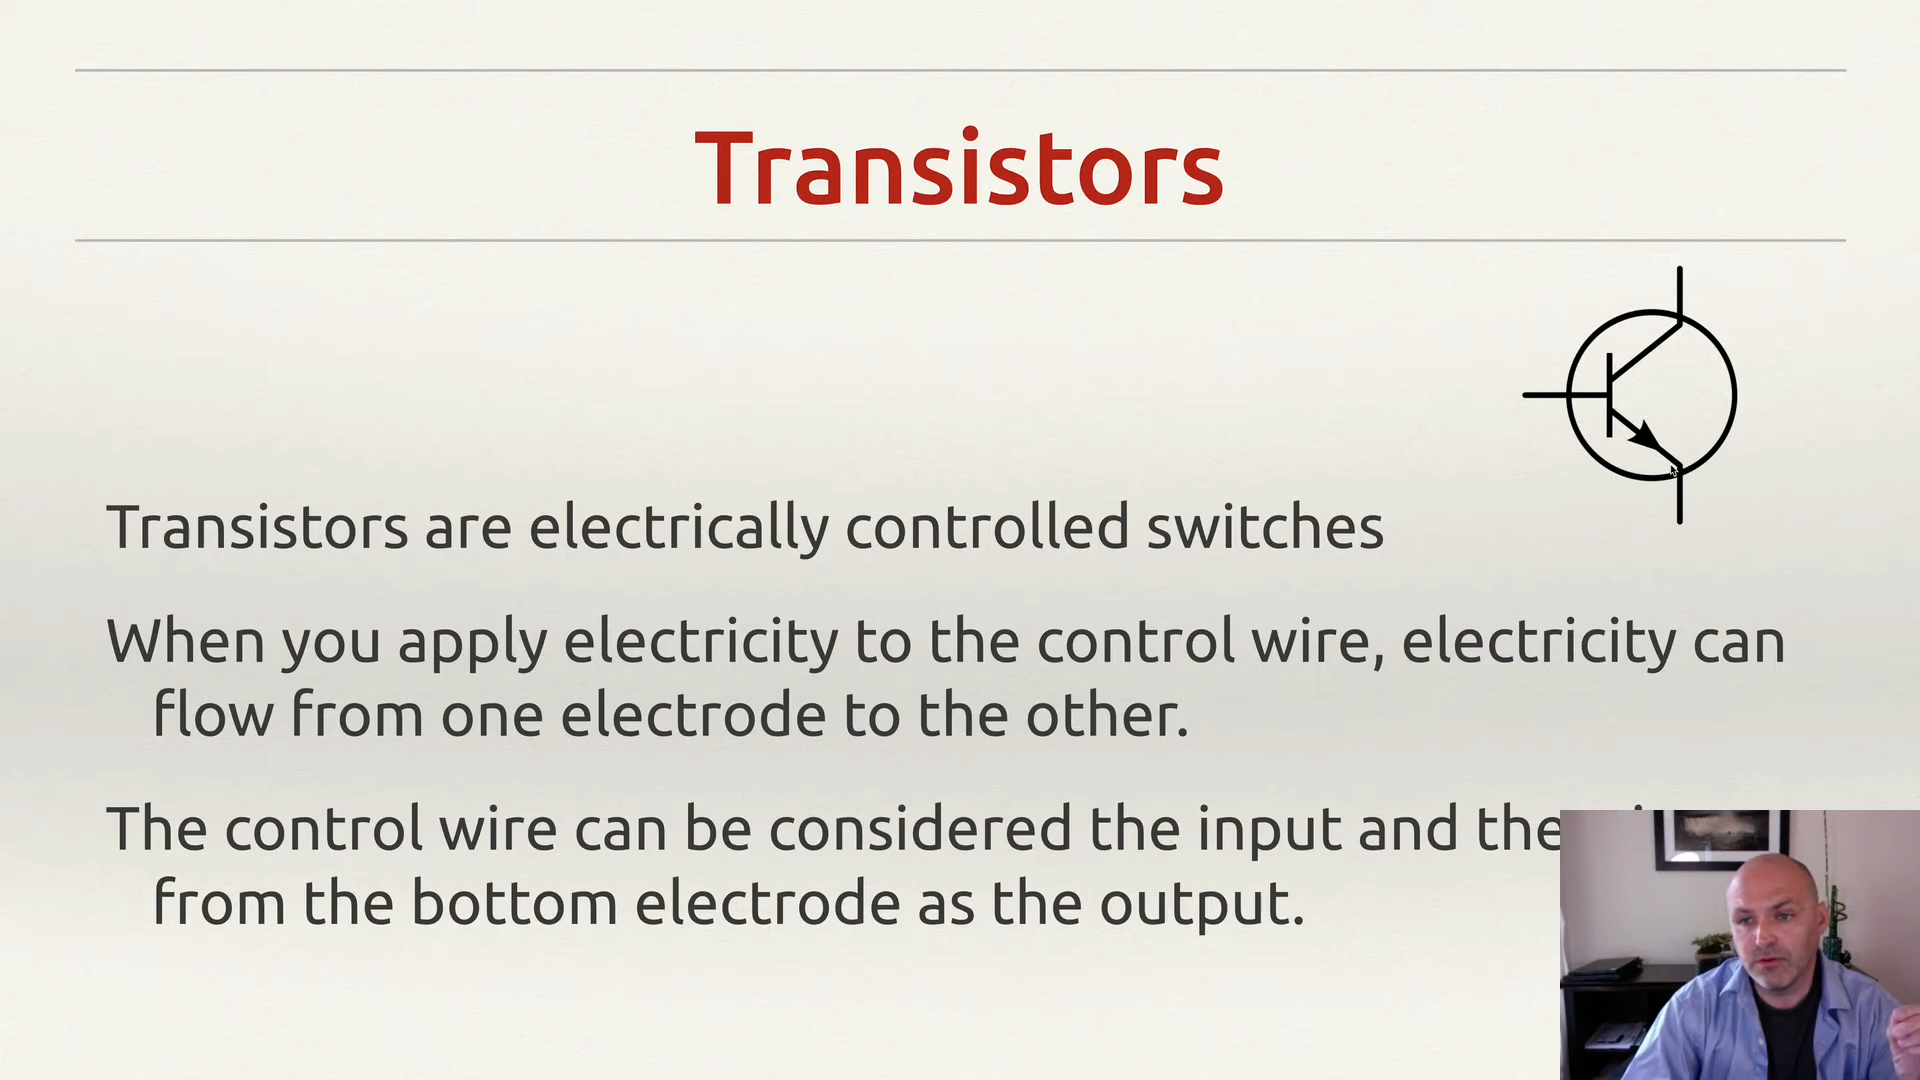 Transistors
Transistors are electrically controlled switches
When you apply electricity to the control wire, electricity can
flow from one electrode to the other.
The control wire can be considered the input and the
from the bottom electrode as the output.